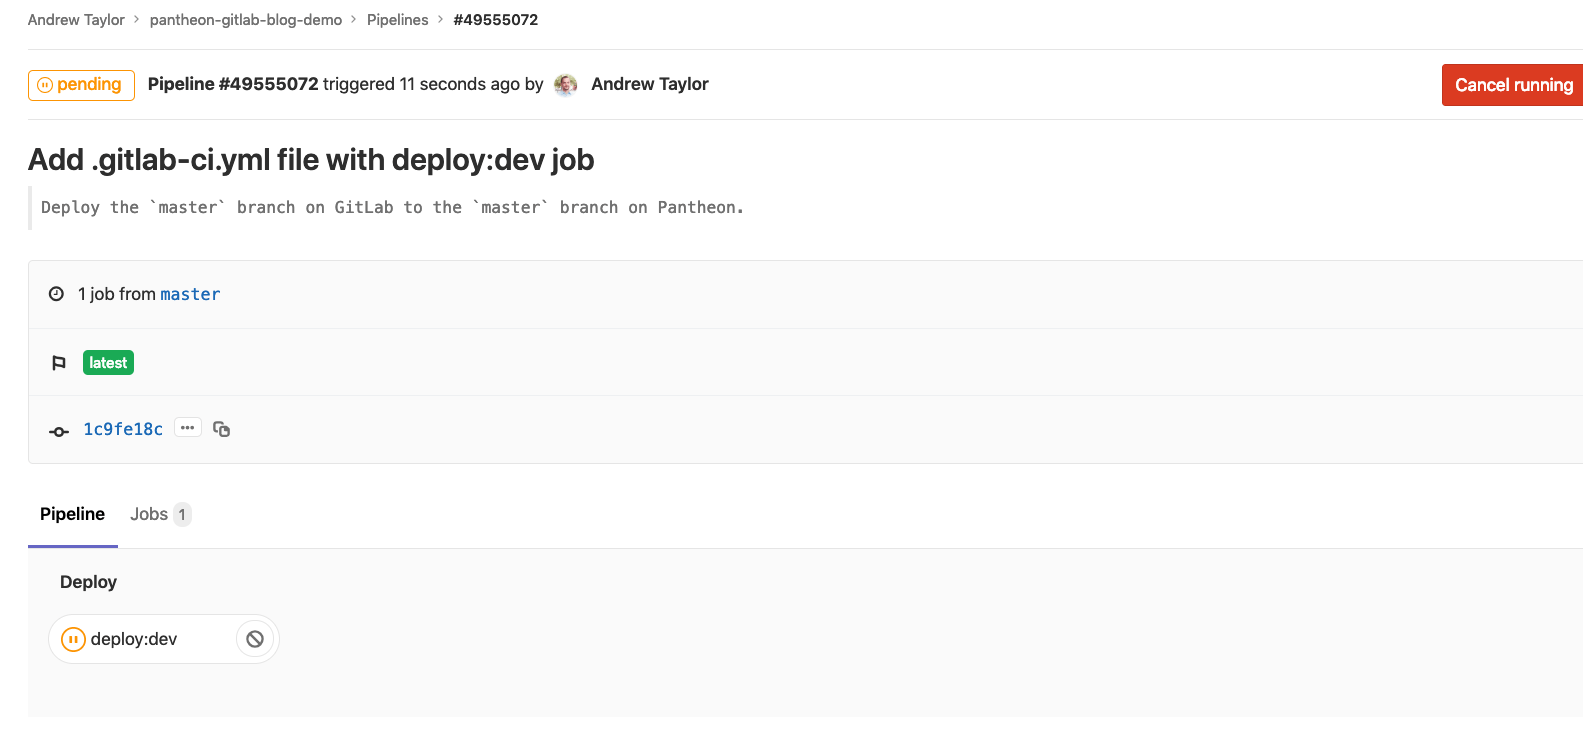 Andrew Taylor > pantheon-gitlab-blog-demo > Pipelines > #49555072
pending Pipeline #49555072 triggered 11 seconds ago by Andrew Taylor Cancel running
Add .gitlab-ci.yml file with deploy:dev job
Deploy the `master` branch on GitLab to the `master` branch on Pantheon.
1 job from master
latest
1c9fe18c ...
Pipeline Jobs 1
Deploy
deploy:dev